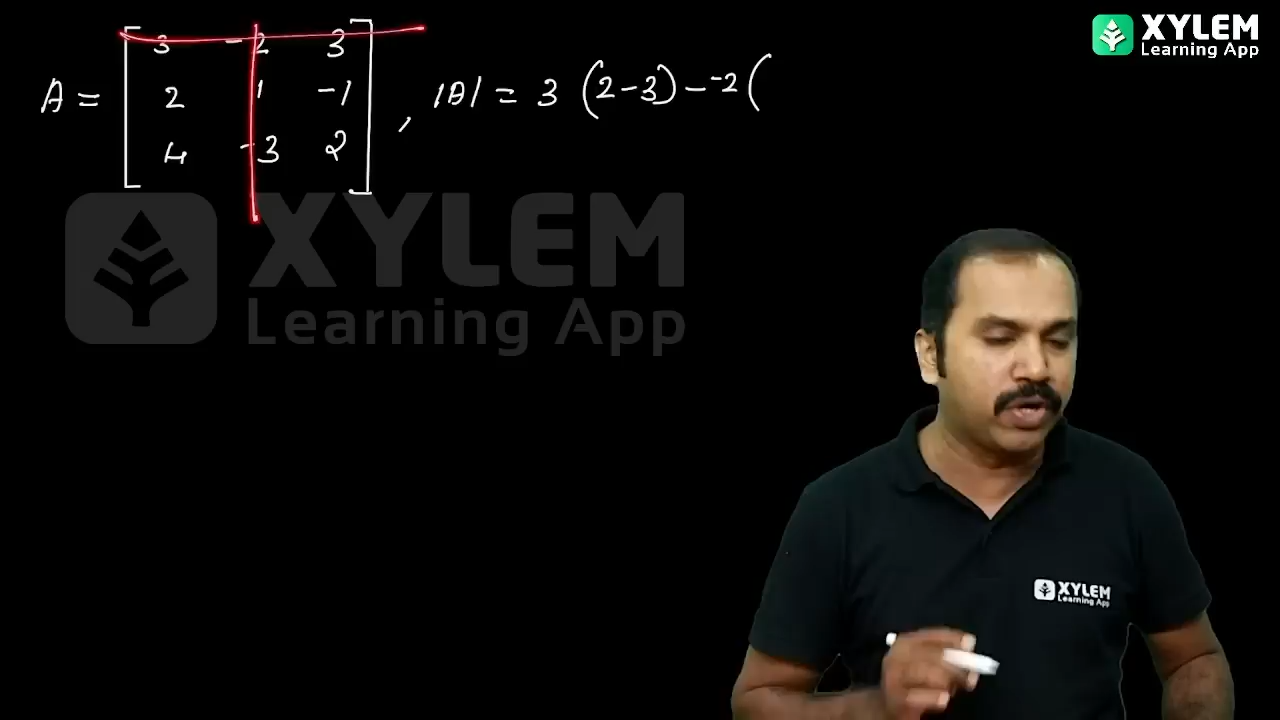 XYLEM
Learning App
3 -2 3
A = 2 1 -1 , |A| = 3 (2-3) - -2 (
4 -3 2
XYLEM
Learning App
XYLEM
Learning App